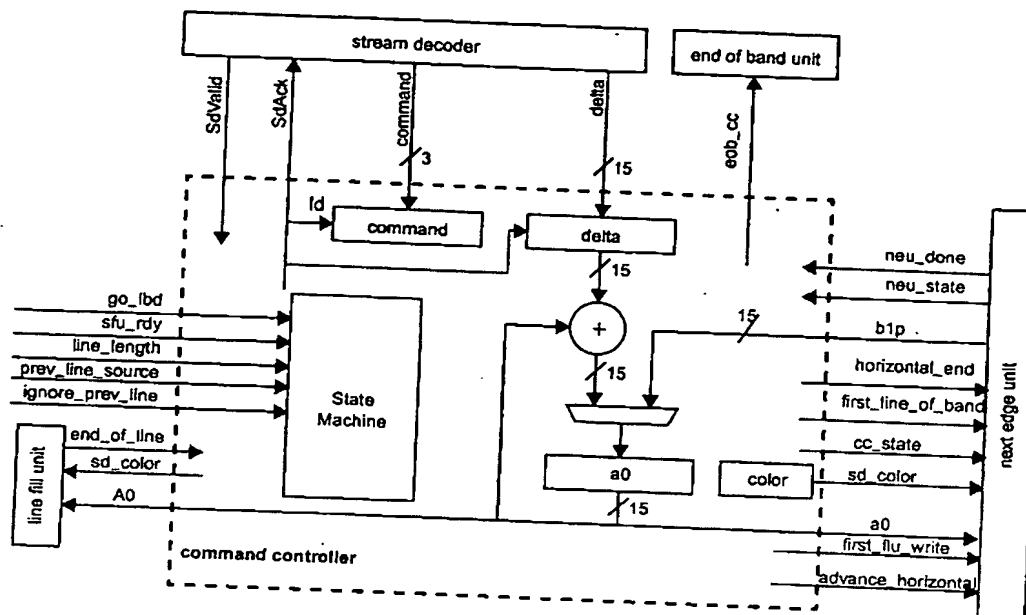 stream decoder
end of band unit
SdValid
SdAck
command
delta
eob_cc
3
15
ld
command
delta
15
neu_done
neu_state
go_lbd
sfu_rdy
line_length
prev_line_source
ignore_prev_line
State
Machine
+
15
b1p
15
horizontal_end
first_line_of_band
cc_state
next edge unit
line fill unit
end_of_line
sd_color
A0
a0
color
sd_color
15
a0
first_flu_write
advance_horizontal
command controller